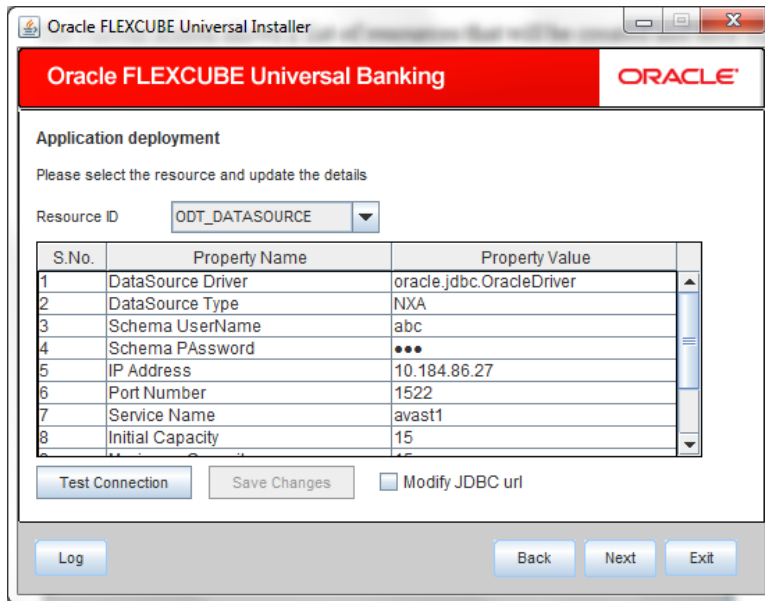 Oracle FLEXCUBE Universal Installer
Oracle FLEXCUBE Universal Banking
ORACLE
Application deployment
Please select the resource and update the details
Resource ID ODT_DATASOURCE
S.No. Property Name Property Value
1 DataSource Driver oracle.jdbc.OracleDriver
2 DataSource Type NXA
3 Schema UserName abc
4 Schema PAssword •••
5 IP Address 10.184.86.27
6 Port Number 1522
7 Service Name avast1
8 Initial Capacity 15
Test Connection Save Changes Modify JDBC url
Log Back Next Exit